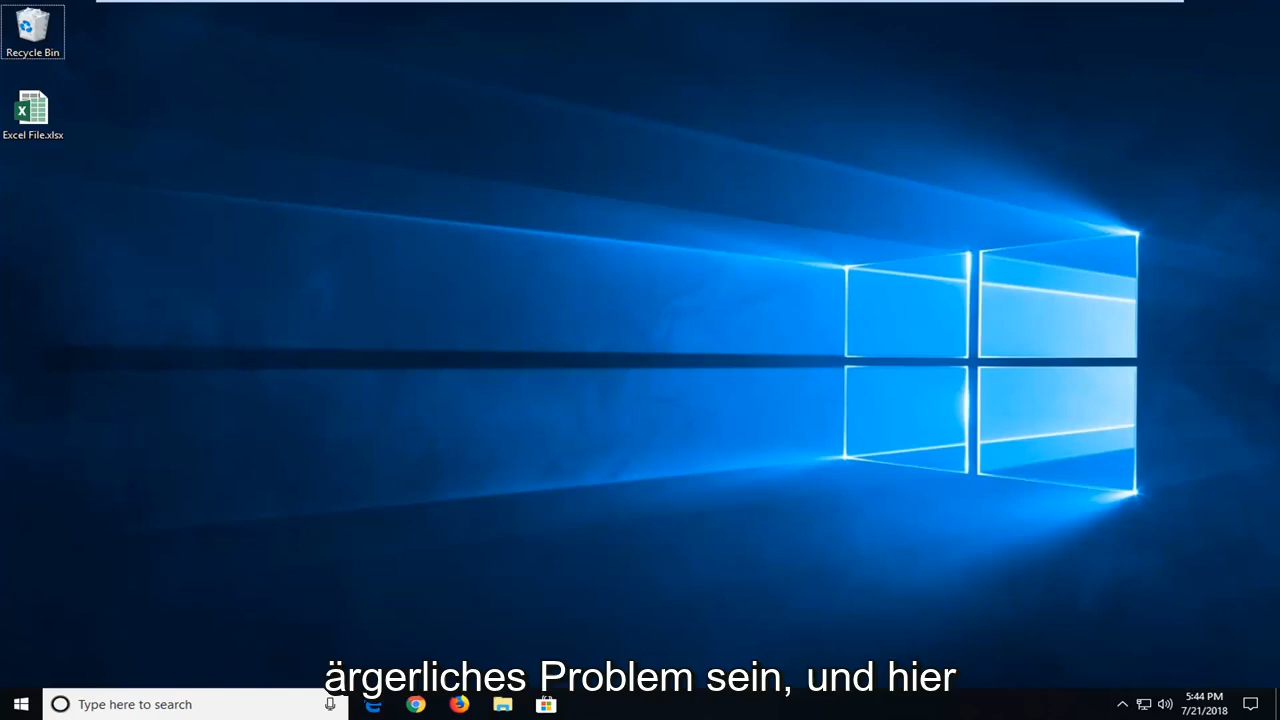 Recycle Bin
Excel File.xlsx
ärgerliches Problem sein, und hier
Type here to search
5:44 PM
7/21/2018